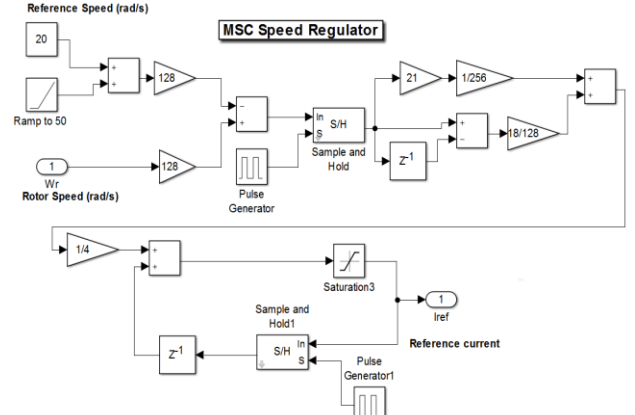 Reference Speed (rad/s)
MSC Speed Regulator
20
+
+
128
Ramp to 50
−
+
In
S
S/H
Sample and
Hold
21
1/256
+
+
+
−
z-1
18/128
1
Wr
Rotor Speed (rad/s)
128
Pulse
Generator
1/4
+
+
Saturation3
1
Iref
Reference current
Sample and
Hold1
S/H
In
S
z-1
Pulse
Generator1